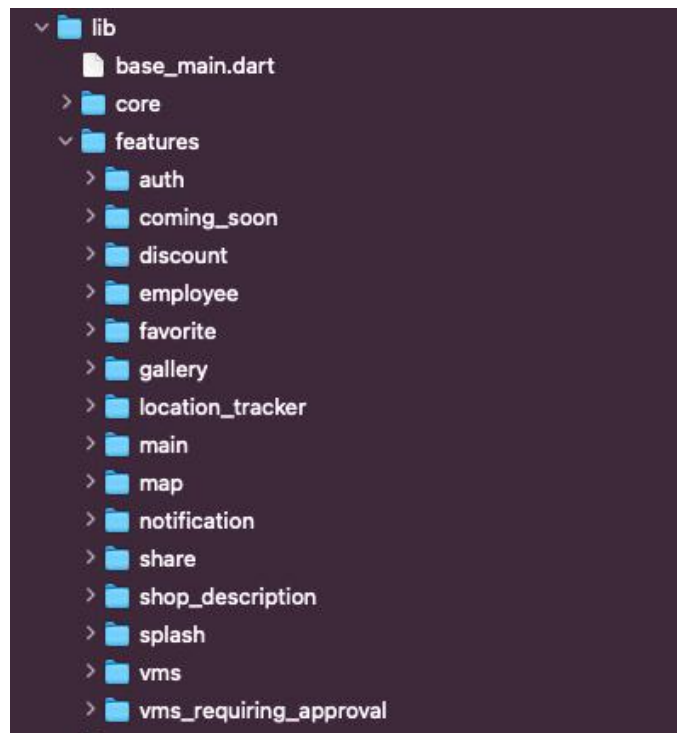 lib
base_main.dart
core
features
auth
coming_soon
discount
employee
favorite
gallery
location_tracker
main
map
notification
share
shop_description
splash
vms
vms_requiring_approval